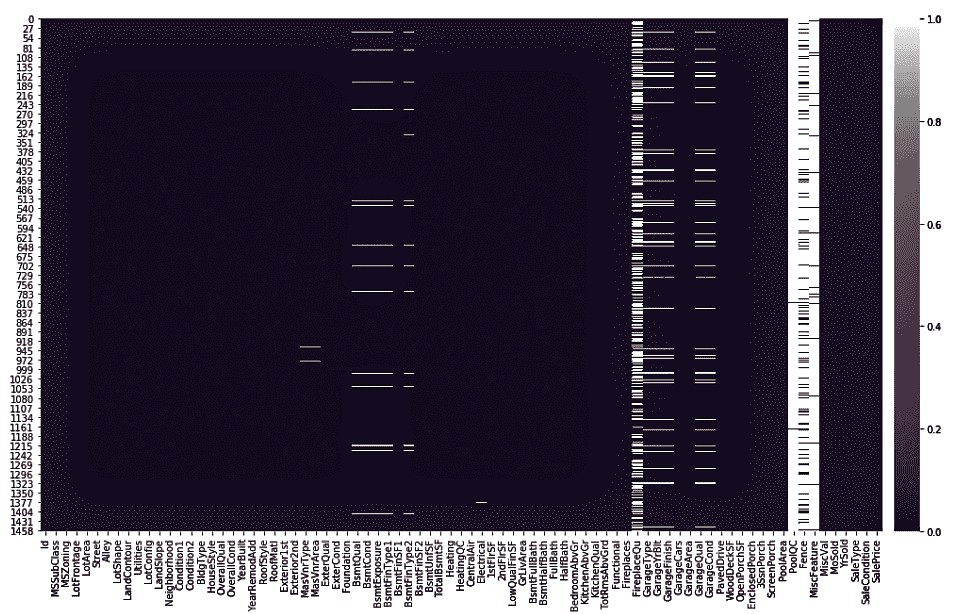 0
27
54
81
108
135
162
189
216
243
270
297
324
351
378
405
432
459
486
513
540
567
594
621
648
675
702
729
756
783
810
837
864
891
918
945
972
999
1026
1053
1080
1107
1134
1161
1188
1215
1242
1269
1296
1323
1350
1377
1404
1431
1458
1.0
0.8
0.6
0.4
0.2
0.0
Id
MSSubClass
MSZoning
LotFrontage
LotArea
Street
Alley
LotShape
LandContour
Utilities
LotConfig
LandSlope
Neighborhood
Condition1
Condition2
BldgType
HouseStyle
OverallQual
OverallCond
YearBuilt
YearRemodAdd
RoofStyle
RoofMatl
Exterior1st
Exterior2nd
MasVnrType
MasVnrArea
ExterQual
ExterCond
Foundation
BsmtQual
BsmtCond
BsmtExposure
BsmtFinType1
BsmtFinSF1
BsmtFinType2
BsmtFinSF2
BsmtUnfSF
TotalBsmtSF
Heating
HeatingQC
CentralAir
Electrical
1stFlrSF
2ndFlrSF
LowQualFinSF
GrLivArea
BsmtFullBath
BsmtHalfBath
FullBath
HalfBath
BedroomAbvGr
KitchenAbvGr
KitchenQual
TotRmsAbvGrd
Functional
Fireplaces
FireplaceQu
GarageType
GarageYrBlt
GarageFinish
GarageCars
GarageArea
GarageQual
GarageCond
PavedDrive
WoodDeckSF
OpenPorchSF
EnclosedPorch
3SsnPorch
ScreenPorch
PoolArea
PoolQC
Fence
MiscFeature
MiscVal
MoSold
YrSold
SaleType
SaleCondition
SalePrice